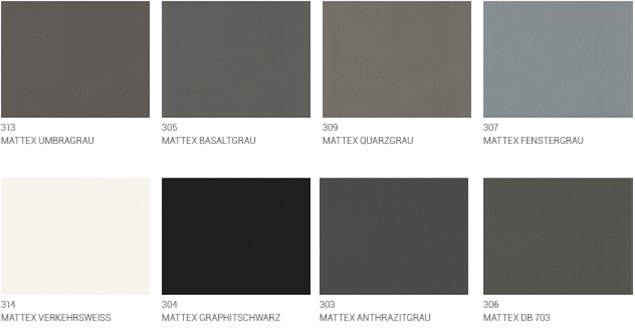 313
MATTEX UMBRAGRAU
305
MATTEX BASALTGRAU
309
MATTEX QUARZGRAU
307
MATTEX FENSTERGRAU
314
MATTEX VERKEHRSWEISS
304
MATTEX GRAPHITSCHWARZ
303
MATTEX ANTHRAZITGRAU
306
MATTEX DB 703